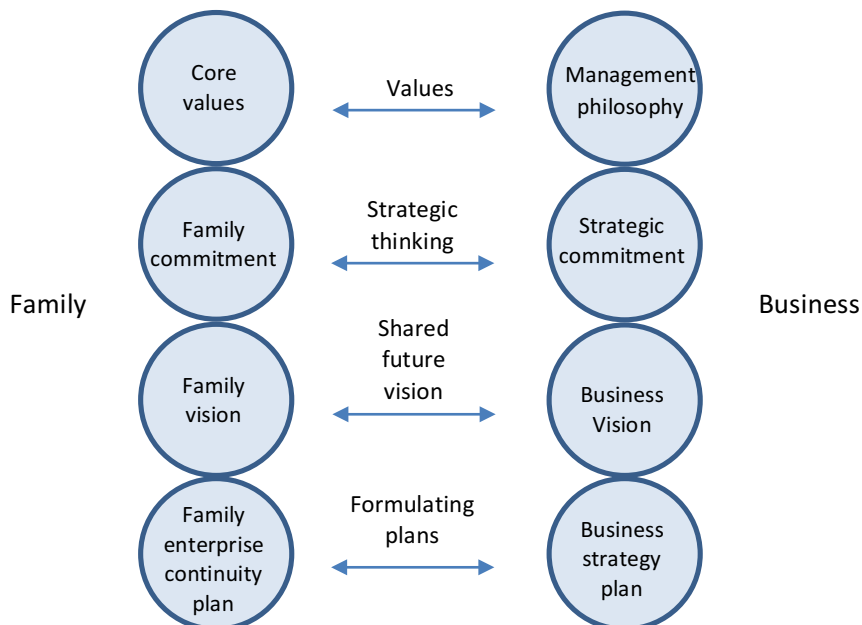 Core
values
Values
Management
philosophy
Family
commitment
Strategic
thinking
Strategic
commitment
Family
Business
Family
vision
Shared
future
vision
Business
Vision
Family
enterprise
continuity
plan
Formulating
plans
Business
strategy
plan